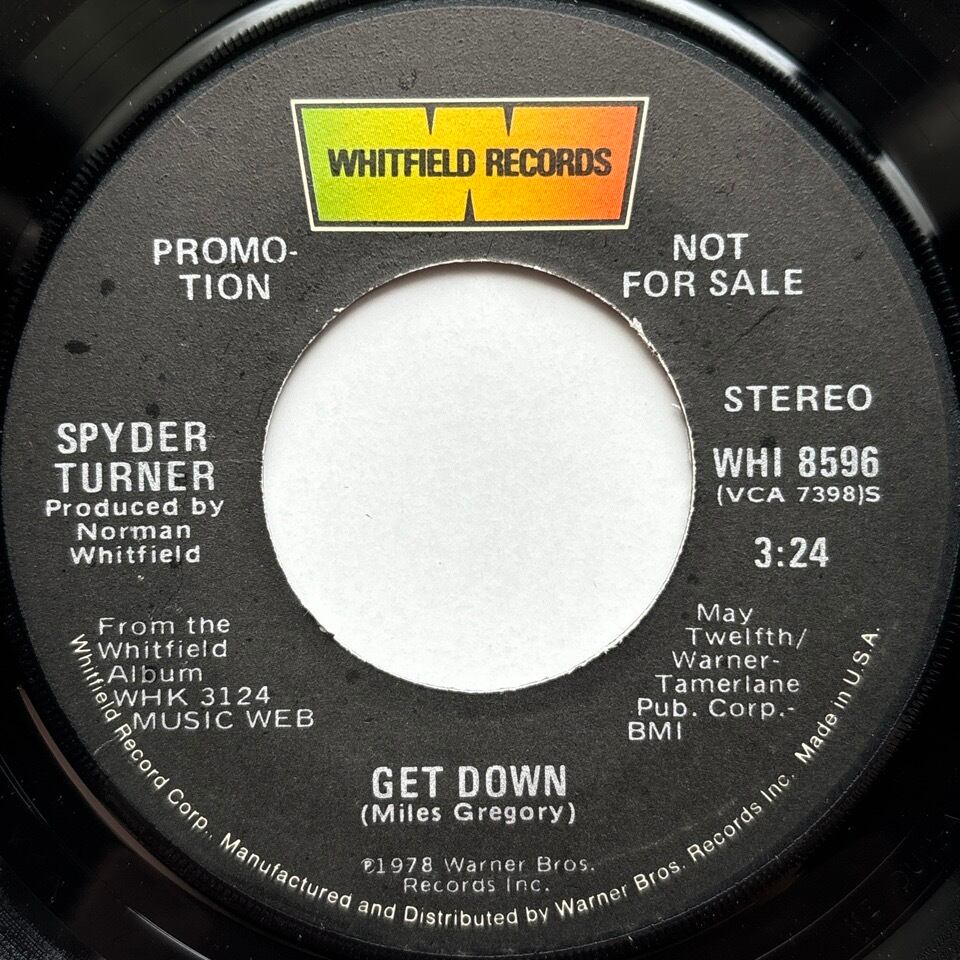 WHITFIELD RECORDS
PROMO-
TION
NOT
FOR SALE
SPYDER
TURNER
Produced by
Norman
Whitfield
STEREO
WHI 8596
(VCA 7398)S
3:24
From the
Whitfield
Album
WHK 3124
MUSIC WEB
May
Twelfth/
Warner-
Tamerlane
Pub. Corp.-
BMI
GET DOWN
(Miles Gregory)
℗1978 Warner Bros.
Records Inc.
Whitfield Record Corp., Manufactured and Distributed by Warner Bros. Records Inc. Made in U.S.A.